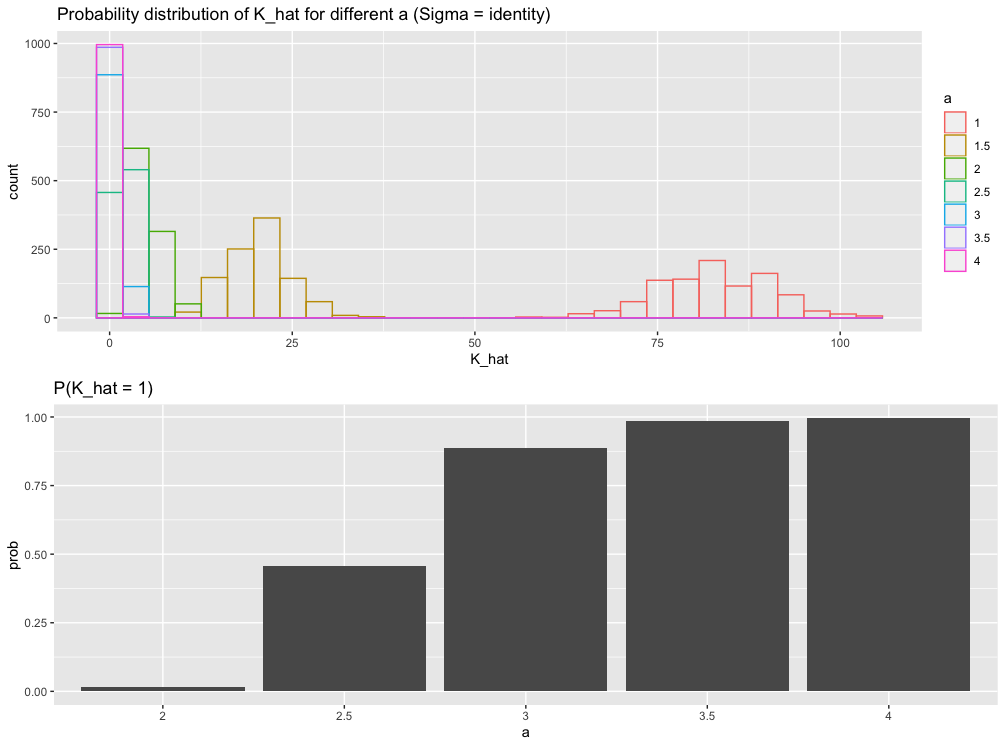 Probability distribution of K_hat for different a (Sigma = identity)
1000
750
500
250
0
count
0 25 50 75 100
K_hat
a
1
1.5
2
2.5
3
3.5
4
P(K_hat = 1)
1.00
0.75
0.50
0.25
0.00
prob
2 2.5 3 3.5 4
a